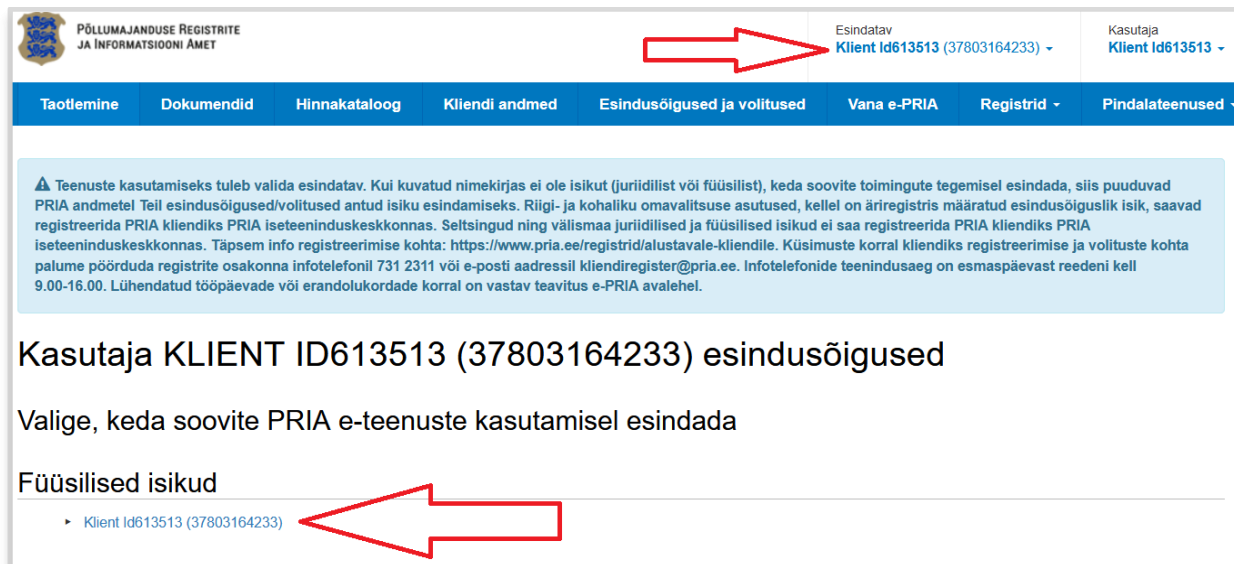 PÕLLUMAJANDUSE REGISTRITE
JA INFORMATSIOONI AMET
Esindatav
Klient Id613513 (37803164233)
Kasutaja
Klient Id613513
Taotlemine Dokumendid Hinnakataloog Kliendi andmed Esindusõigused ja volitused Vana e-PRIA Registrid Pindalateenused
Teenuste kasutamiseks tuleb valida esindatav. Kui kuvatud nimekirjas ei ole isikut (juriidilist või füüsilist), keda soovite toimingute tegemisel esindada, siis puuduvad
PRIA andmetel Teil esindusõigused/volitused antud isiku esindamiseks. Riigi- ja kohaliku omavalitsuse asutused, kellel on äriregistris määratud esindusõiguslik isik, saavad
registreerida PRIA kliendiks PRIA iseteeninduskeskkonnas. Seltsingud ning välismaa juriidilised ja füüsilised isikud ei saa registreerida PRIA kliendiks PRIA
iseteeninduskeskkonnas. Täpsem info registreerimise kohta: https://www.pria.ee/registrid/alustavale-kliendile. Küsimuste korral kliendiks registreerimise ja volituste kohta
palume pöörduda registrite osakonna infotelefonil 731 2311 või e-posti aadressil kliendiregister@pria.ee. Infotelefonide teenindusaeg on esmaspäevast reedeni kell
9.00-16.00. Lühendatud tööpäevade või erandolukordade korral on vastav teavitus e-PRIA avalehel.
Kasutaja KLIENT ID613513 (37803164233) esindusõigused
Valige, keda soovite PRIA e-teenuste kasutamisel esindada
Füüsilised isikud
Klient Id613513 (37803164233)